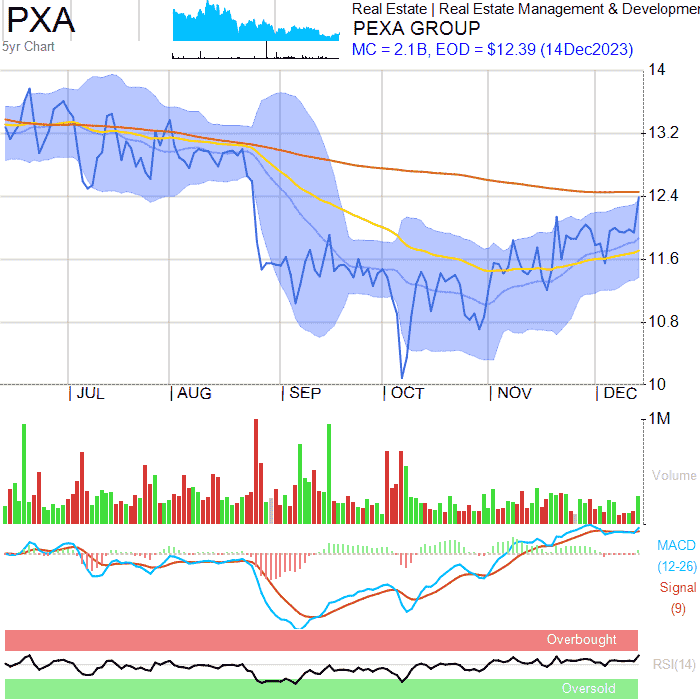 PXA
5yr Chart
Real Estate | Real Estate Management & Developmen
PEXA GROUP
MC = 2.1B, EOD = $12.39 (14Dec2023)
14
13.2
12.4
11.6
10.8
10
|JUL |AUG |SEP |OCT |NOV |DEC
1M
Volume
MACD
(12-26)
Signal
(9)
Overbought
RSI(14)
Oversold